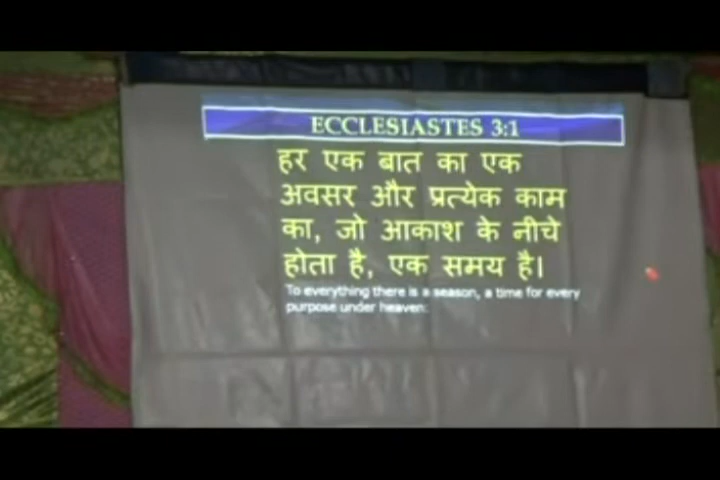 ECCLESIASTES 3:1
हर एक बात का एक
अवसर और प्रत्येक काम
का, जो आकाश के नीचे
होता है, एक समय है।
To everything there is a season, a time for every
purpose under heaven: